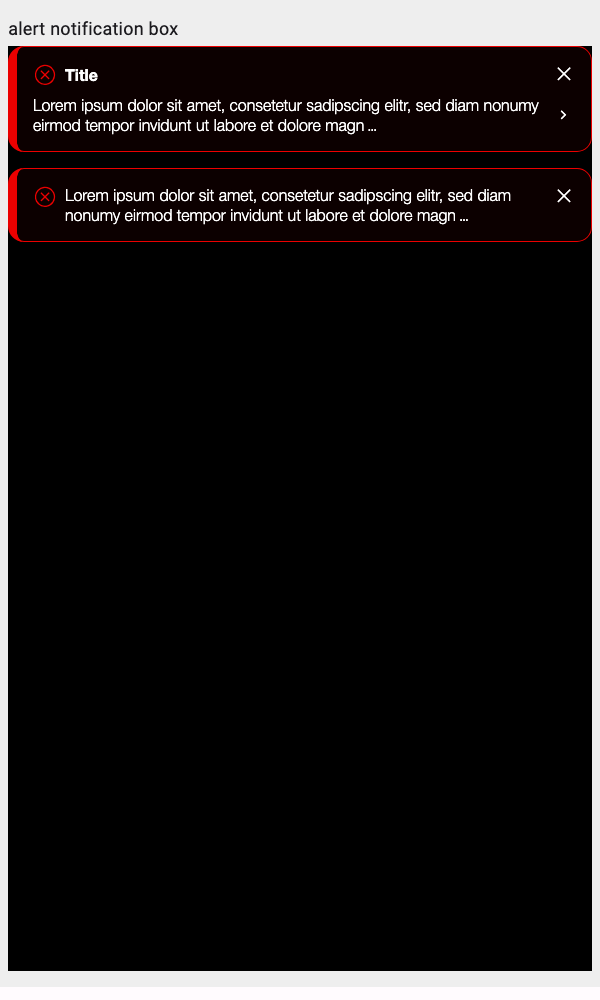 alert notification box
Title
Lorem ipsum dolor sit amet, consetetur sadipscing elitr, sed diam nonumy
eirmod tempor invidunt ut labore et dolore magn ...
Lorem ipsum dolor sit amet, consetetur sadipscing elitr, sed diam
nonumy eirmod tempor invidunt ut labore et dolore magn ...